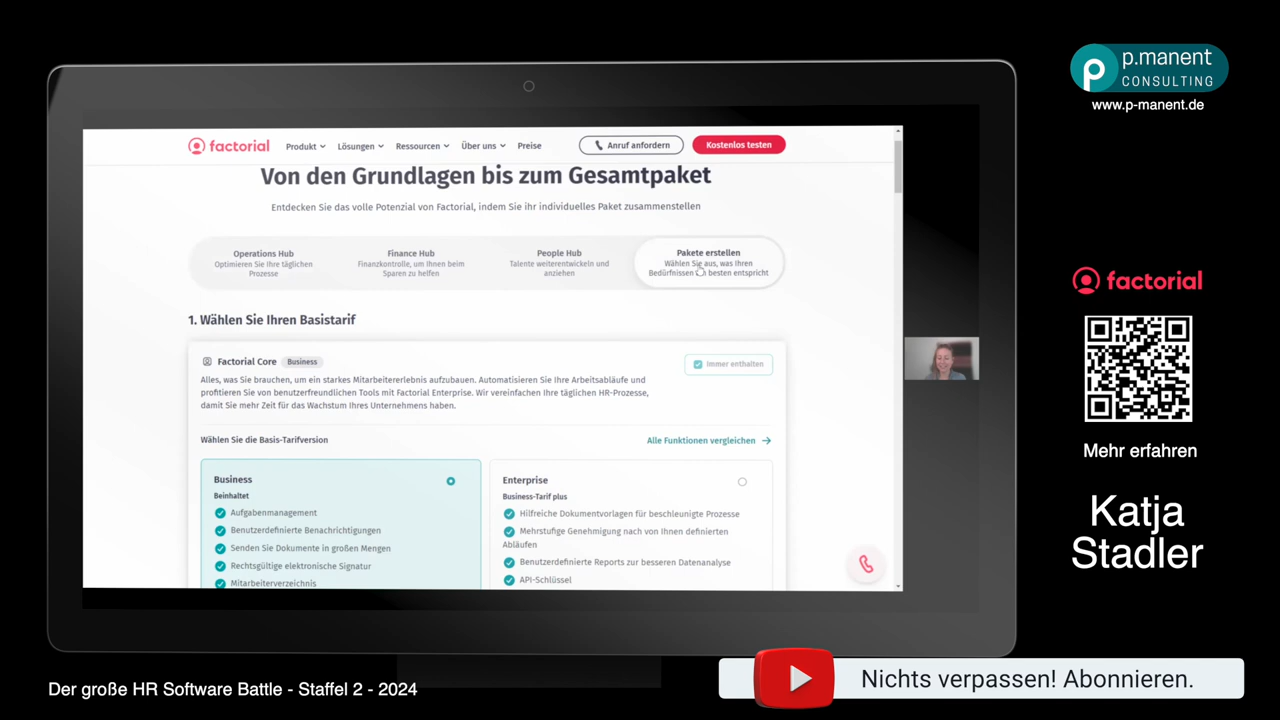 p.manent
CONSULTING
www.p-manent.de
factorial
Produkt
Lösungen
Ressourcen
Über uns
Preise
Anruf anfordern
Kostenlos testen
Von den Grundlagen bis zum Gesamtpaket
Entdecken Sie das volle Potenzial von Factorial, indem Sie ihr individuelles Paket zusammenstellen
Operations Hub
Optimieren Sie Ihre täglichen
Prozesse
Finance Hub
Finanzkontrolle, um Ihnen beim
Sparen zu helfen
People Hub
Talente weiterentwickeln und
anziehen
Pakete erstellen
Wählen Sie aus, was Ihren
Bedürfnissen am besten entspricht
1. Wählen Sie Ihren Basistarif
Factorial Core Business
Immer enthalten
Alles, was Sie brauchen, um ein starkes Mitarbeitererlebnis aufzubauen. Automatisieren Sie Ihre Arbeitsabläufe und
profitieren Sie von benutzerfreundlichen Tools mit Factorial Enterprise. Wir vereinfachen Ihre täglichen HR-Prozesse,
damit Sie mehr Zeit für das Wachstum Ihres Unternehmens haben.
Wählen Sie die Basis-Tarifversion
Alle Funktionen vergleichen →
Business
Beinhaltet
Aufgabenmanagement
Benutzerdefinierte Benachrichtigungen
Senden Sie Dokumente in großen Mengen
Rechtsgültige elektronische Signatur
Mitarbeiterverzeichnis
Enterprise
Business-Tarif plus
Hilfreiche Dokumentvorlagen für beschleunigte Prozesse
Mehrstufige Genehmigung nach von Ihnen definierten
Abläufen
Benutzerdefinierte Reports zur besseren Datenanalyse
API-Schlüssel
factorial
Mehr erfahren
Katja
Stadler
Der große HR Software Battle - Staffel 2 - 2024
Nichts verpassen! Abonnieren.